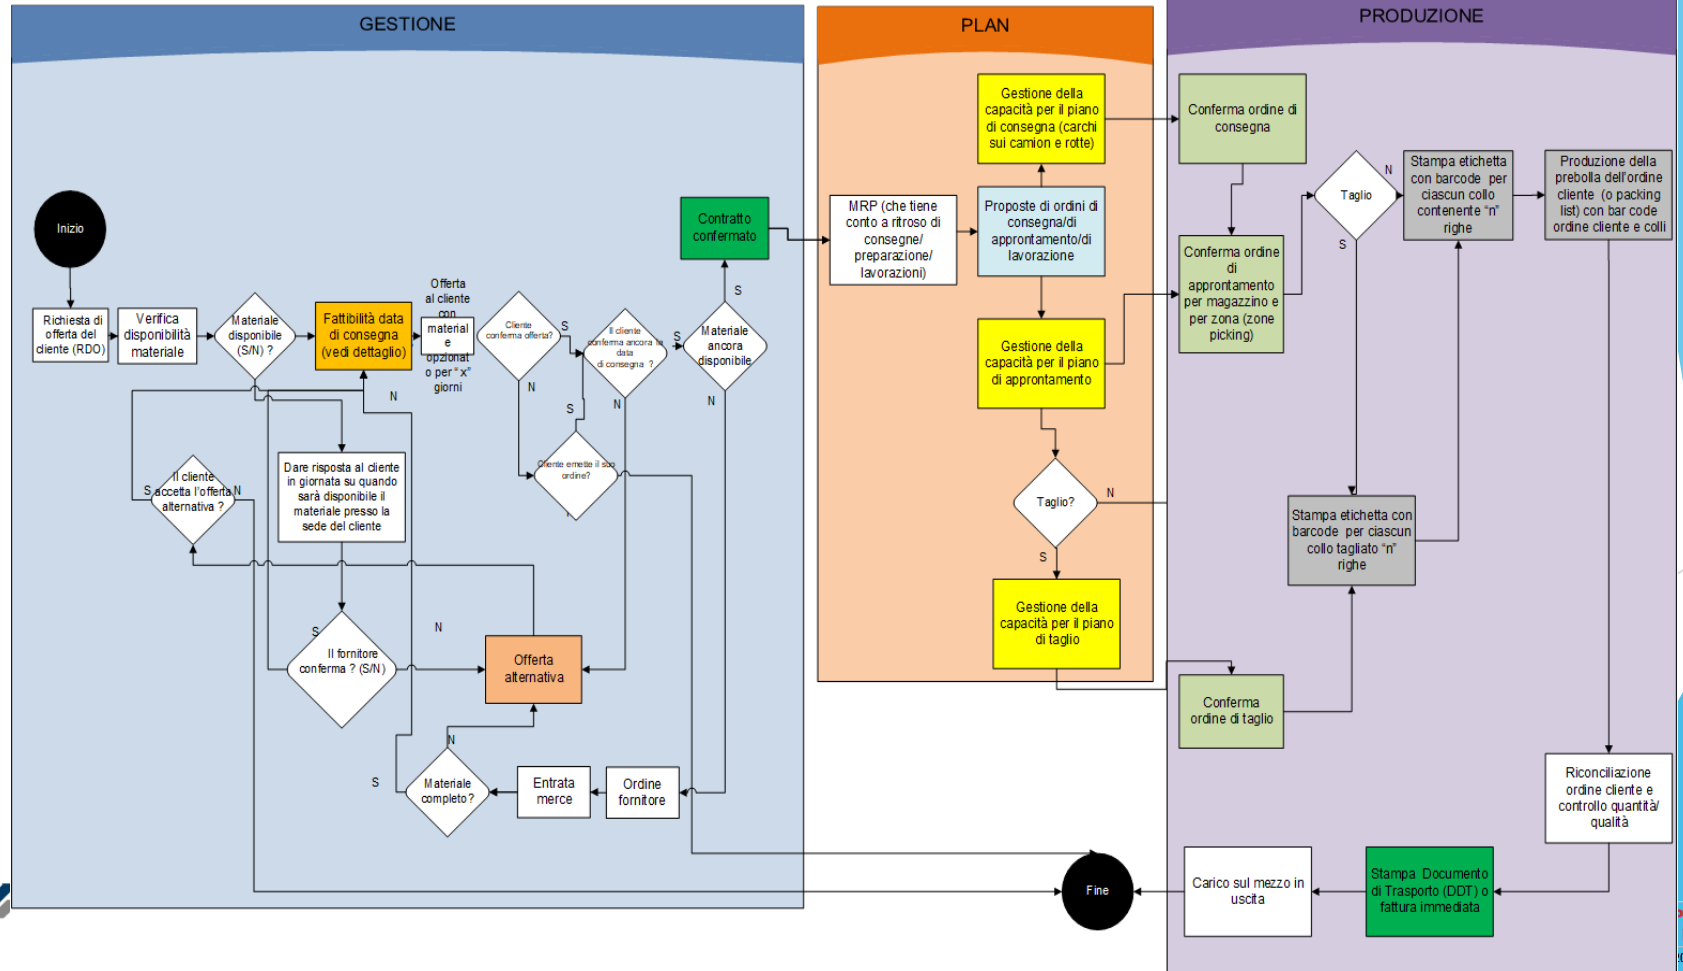 GESTIONE
PLAN
PRODUZIONE
Inizio
Richiesta di
offerta del
cliente (RDO)
Verifica
disponibilità
materiale
Materiale
disponibile
(S/N) ?
Fattibilità data
di consegna
(vedi dettaglio)
Offerta
al cliente
con
material
e
opzionat
o per “x”
giorni
Cliente
conferma offerta?
S
N
Il cliente
conferma ancora la
data
di consegna ?
S
N
Materiale
ancora
disponibile
S
N
Contratto
confermato
Cliente emette il suo
ordine?
S
N
Il cliente
accetta l’offerta
alternativa ?
S
N
Dare risposta al cliente
in giornata su quando
sarà disponibile il
materiale presso la
sede del cliente
Il fornitore
conferma ? (S/N)
S
N
Offerta
alternativa
Materiale
completo?
N
S
Entrata
merce
Ordine
fornitore
MRP (che tiene
conto a ritroso di
consegne/
preparazione/
lavorazioni)
Gestione della
capacità per il piano
di consegna (carchi
sui camion e rotte)
Proposte di ordini di
consegna/di
approntamento/di
lavorazione
Gestione della
capacità per il piano
di approntamento
Taglio?
N
S
Gestione della
capacità per il piano
di taglio
Conferma ordine di
consegna
Conferma ordine
di
approntamento
per magazzino e
per zona (zone
picking)
Taglio
N
S
Stampa etichetta
con barcode per
ciascun collo
contenente “n”
righe
Produzione della
prebolla dell’ordine
cliente (o packing
list) con bar code
ordine cliente e colli
Stampa etichetta con
barcode per ciascun
collo tagliato “n”
righe
Conferma
ordine di taglio
Riconciliazione
ordine cliente e
controllo quantità/
qualità
Stampa Documento
di Trasporto (DDT) o
fattura immediata
Carico sul mezzo in
uscita
Fine